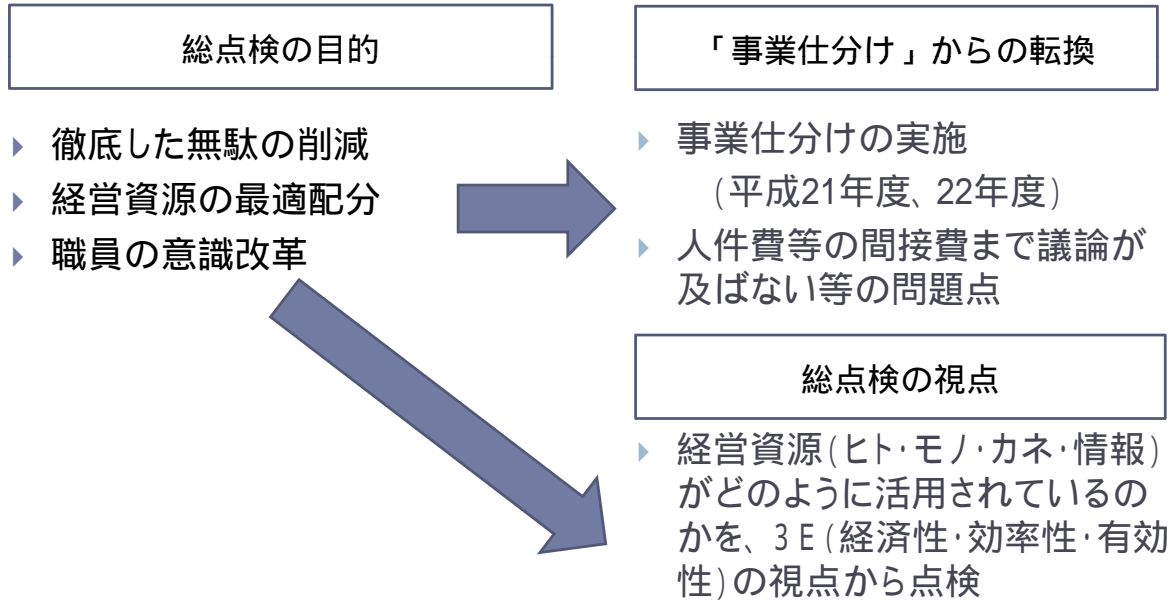 総点検の目的
徹底した無駄の削減
経営資源の最適配分
職員の意識改革
「事業仕分け」からの転換
事業仕分けの実施
(平成21年度、22年度)
人件費等の間接費まで議論が
及ばない等の問題点
総点検の視点
経営資源(ヒト・モノ・カネ・情報)
がどのように活用されているの
かを、3E(経済性・効率性・有効
性)の視点から点検